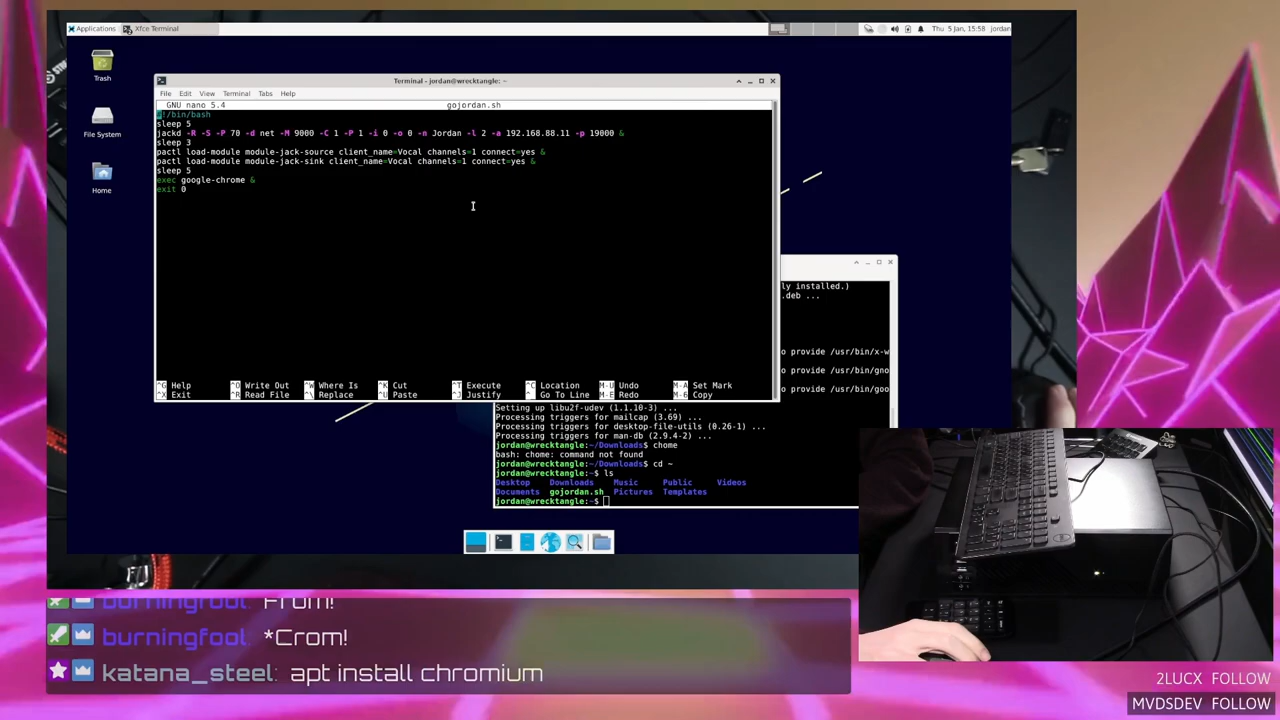 Applications
Xfce Terminal
Thu 5 Jan, 15:58 jordan
Trash
File System
Home
Terminal - jordan@wrecktangle: ~
File Edit View Terminal Tabs Help
GNU nano 5.4 gojordan.sh
#!/bin/bash
sleep 5
jackd -R -S -P 70 -d net -M 9000 -C 1 -P 1 -i 0 -o 0 -n Jordan -l 2 -a 192.168.88.11 -p 19000 &
sleep 3
pactl load-module module-jack-source client_name=Vocal channels=1 connect=yes &
pactl load-module module-jack-sink client_name=Vocal channels=1 connect=yes &
sleep 5
exec google-chrome &
exit 0
^G Help ^O Write Out ^W Where Is ^K Cut ^T Execute ^C Location M-U Undo M-A Set Mark
^X Exit ^R Read File ^\ Replace ^U Paste ^J Justify ^_ Go To Line M-E Redo M-6 Copy
ly installed.)
.deb ...
o provide /usr/bin/x-w
o provide /usr/bin/gno
o provide /usr/bin/goo
Setting up libu2f-udev (1.1.10-3) ...
Processing triggers for mailcap (3.69) ...
Processing triggers for desktop-file-utils (0.26-1) ...
Processing triggers for man-db (2.9.4-2) ...
jordan@wrecktangle:~/Downloads$ chome
bash: chome: command not found
jordan@wrecktangle:~/Downloads$ cd ~
jordan@wrecktangle:~$ ls
Desktop Downloads Music Public Videos
Documents gojordan.sh Pictures Templates
jordan@wrecktangle:~$
burningfool: From!
burningfool: *Crom!
katana_steel: apt install chromium
2LUCX FOLLOW
MVDSDEV FOLLOW